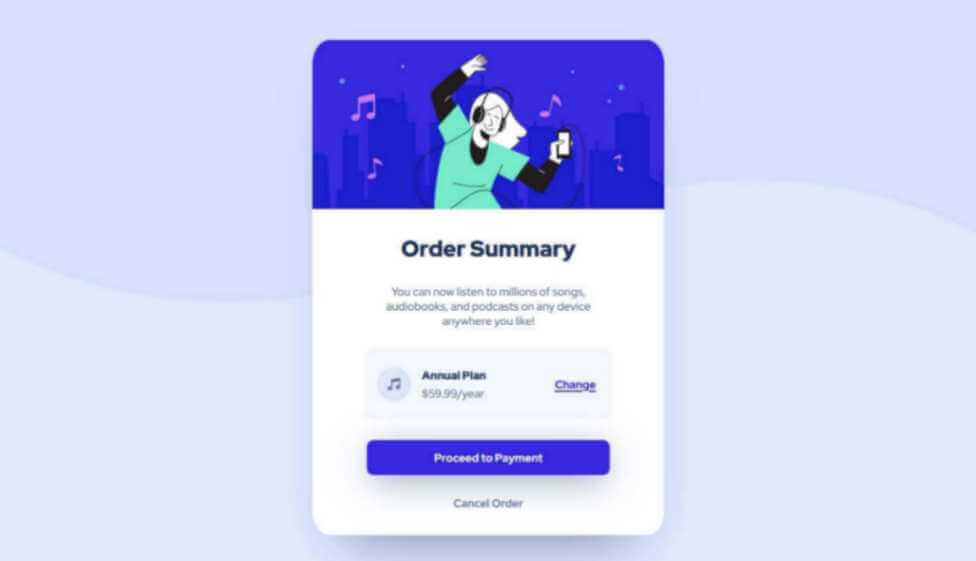 Order Summary
You can now listen to millions of songs,
audiobooks, and podcasts on any device
anywhere you like!
Annual Plan
$59.99/year
Change
Proceed to Payment
Cancel Order